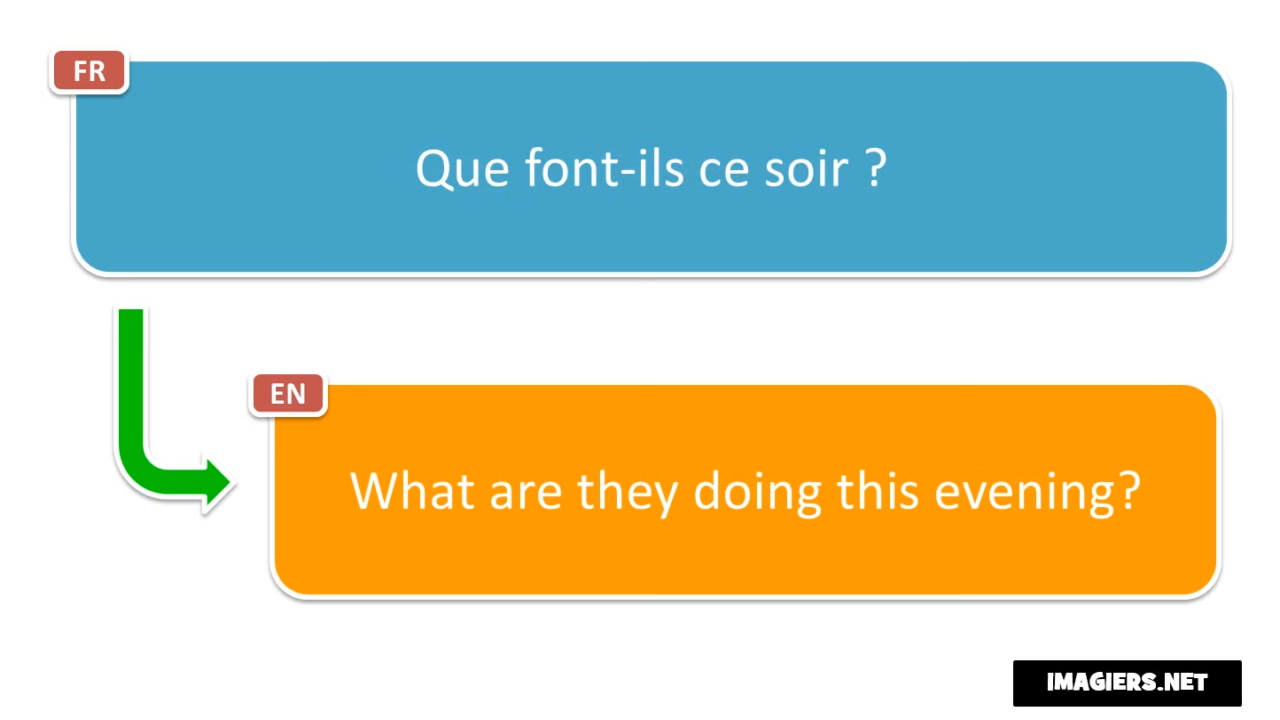 FR
Que font-ils ce soir ?
EN
What are they doing this evening?
IMAGIERS.NET